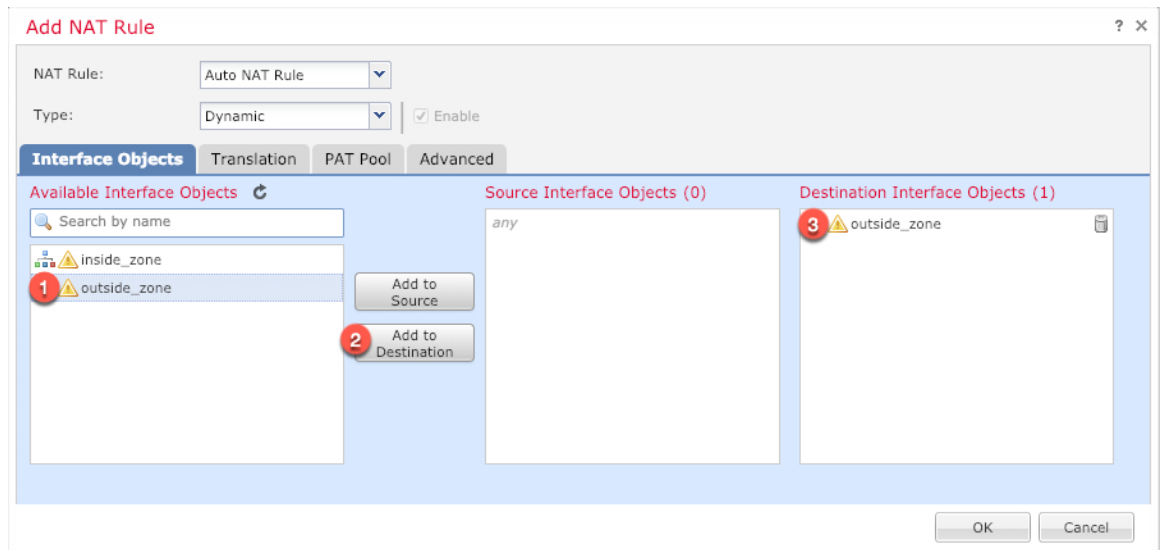 Add NAT Rule
? ×
NAT Rule: Auto NAT Rule
Type: Dynamic Enable
Interface Objects Translation PAT Pool Advanced
Available Interface Objects Source Interface Objects (0) Destination Interface Objects (1)
Search by name
any
3 outside_zone
inside_zone
1 outside_zone
Add to
Source
2 Add to
Destination
OK Cancel